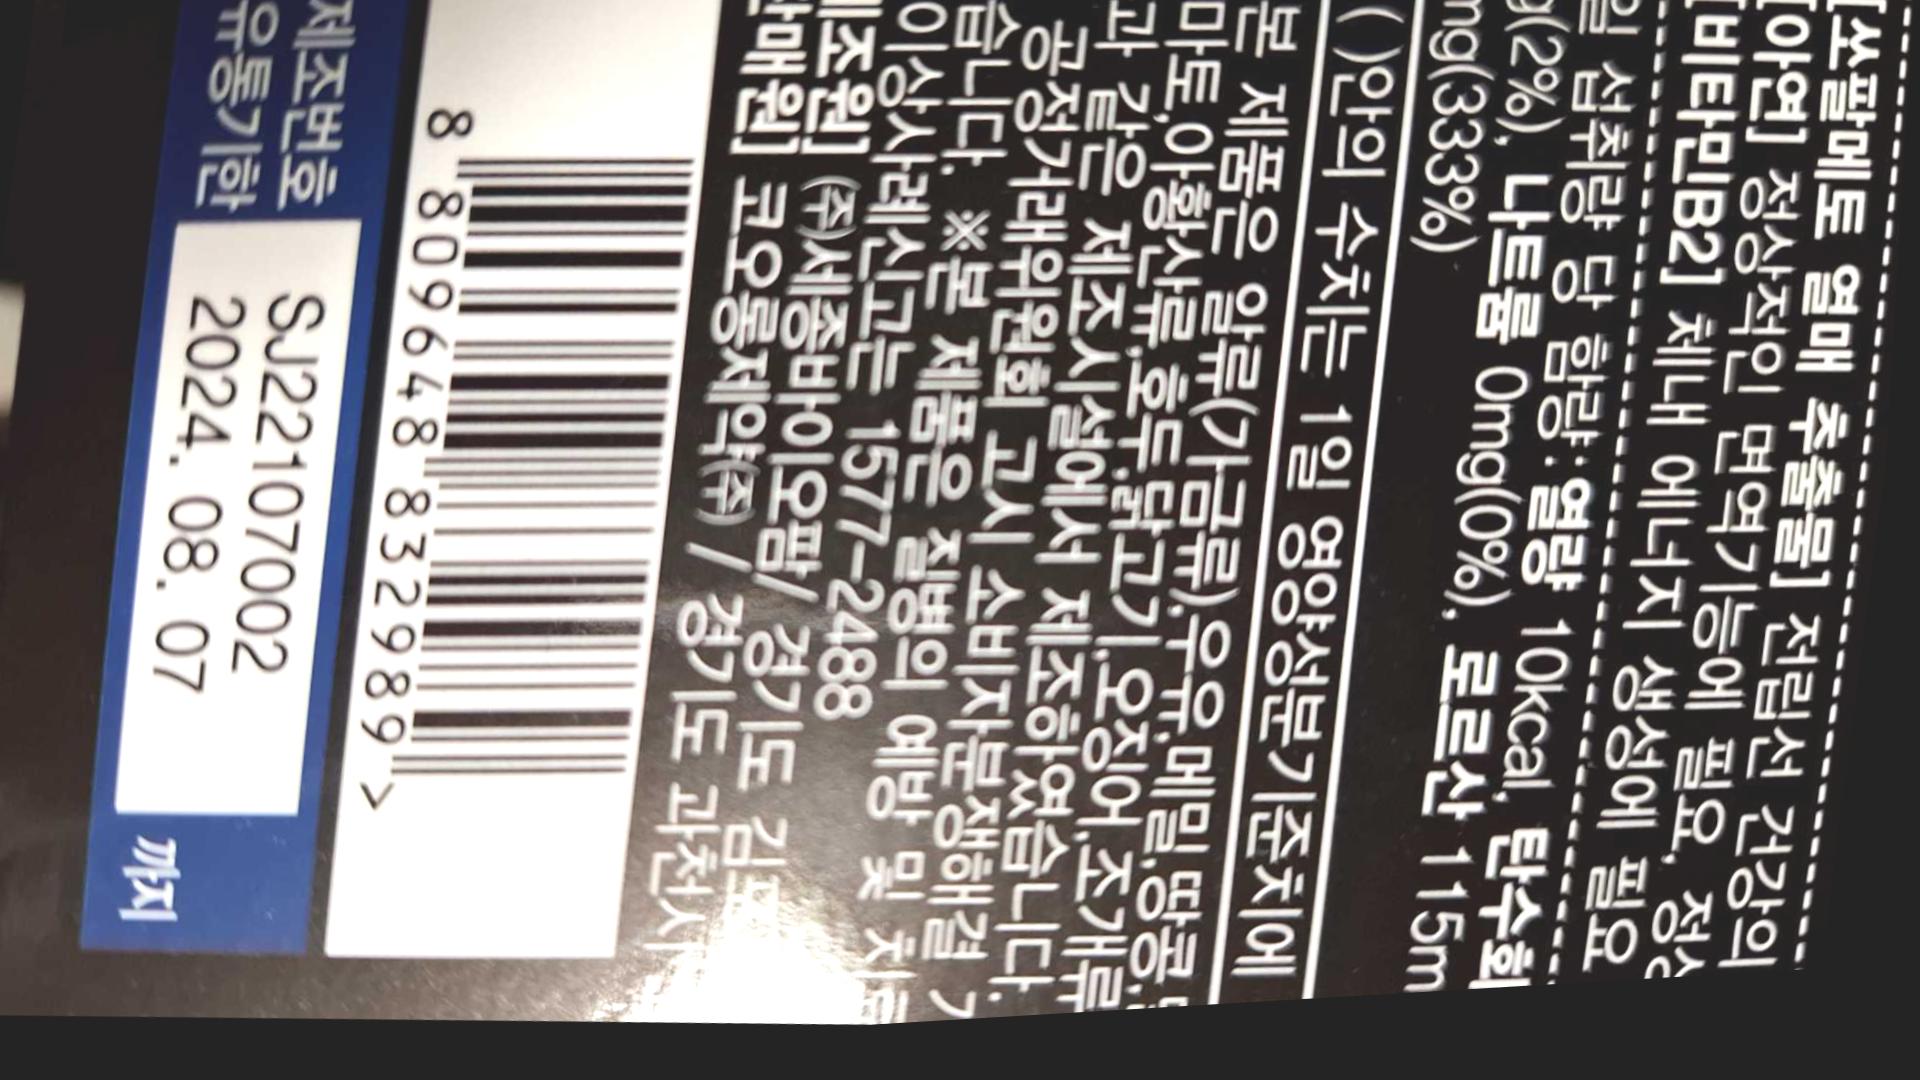 [쏘팔메토 열매 추출물] 전립선 건강의
[아연] 정상적인 면역기능에 필요, 정상
[비타민B2] 체내 에너지 생성에 필요
일 섭취량 당 함량:열량 10kcal, 탄수화
g(2%), 나트륨 0mg(0%), 로르산 115m
mg(333%)
( )안의 수치는 1일 영양성분기준치에
본 제품은 알류(가금류),우유,메밀,땅콩,
마토,아황산류,호두,닭고기,오징어,조개류
과 같은 제조시설에서 제조하였습니다.
공정거래위원회 고시 소비자분쟁해결
습니다. ※본 제품은 질병의 예방 및 치료
이상사례신고는 1577-2488
제조원] (주)세종바이오팜/ 경기도 김포
판매원] 코오롱제약(주) / 경기도 과천시
8 809648 832989 >
제조번호 SJ22107002
유통기한 2024. 08. 07 까지